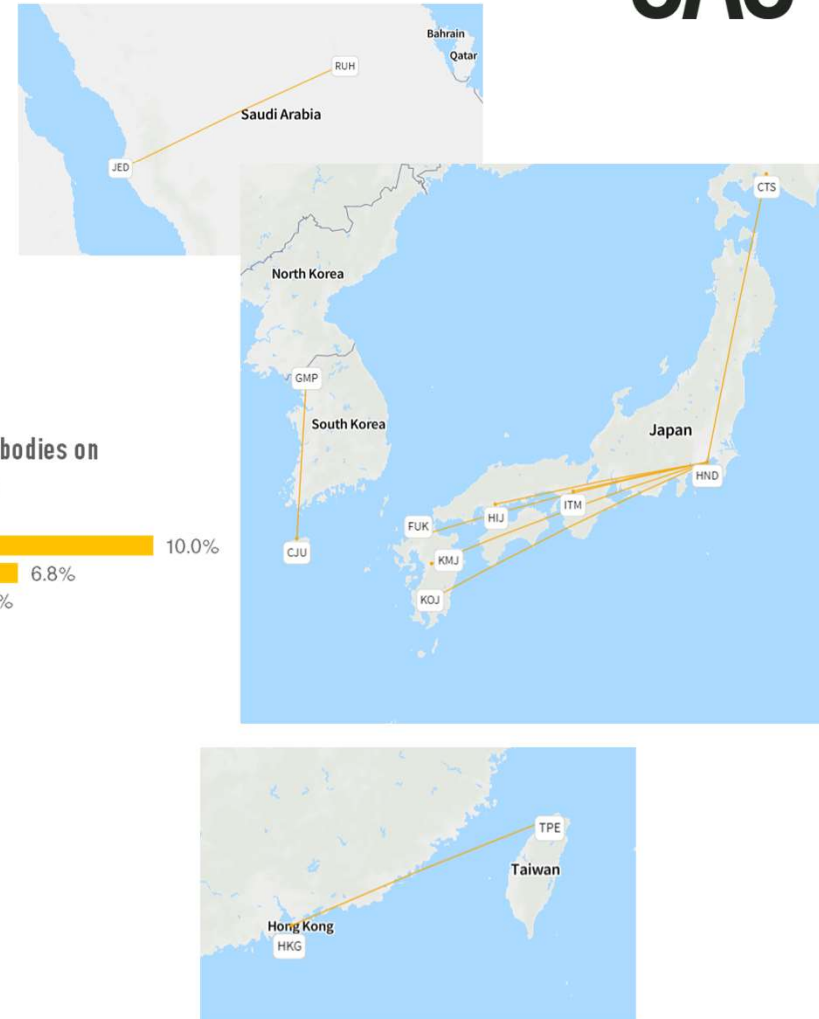 Bahrain
Qatar
RUH
Saudi Arabia
JED
CTS
North Korea
GMP
South Korea
Japan
HND
bodies on
ITM
HIJ
FUK
10.0%
CJU
KMJ
6.8%
KOJ
%
TPE
Taiwan
Hong Kong
HKG